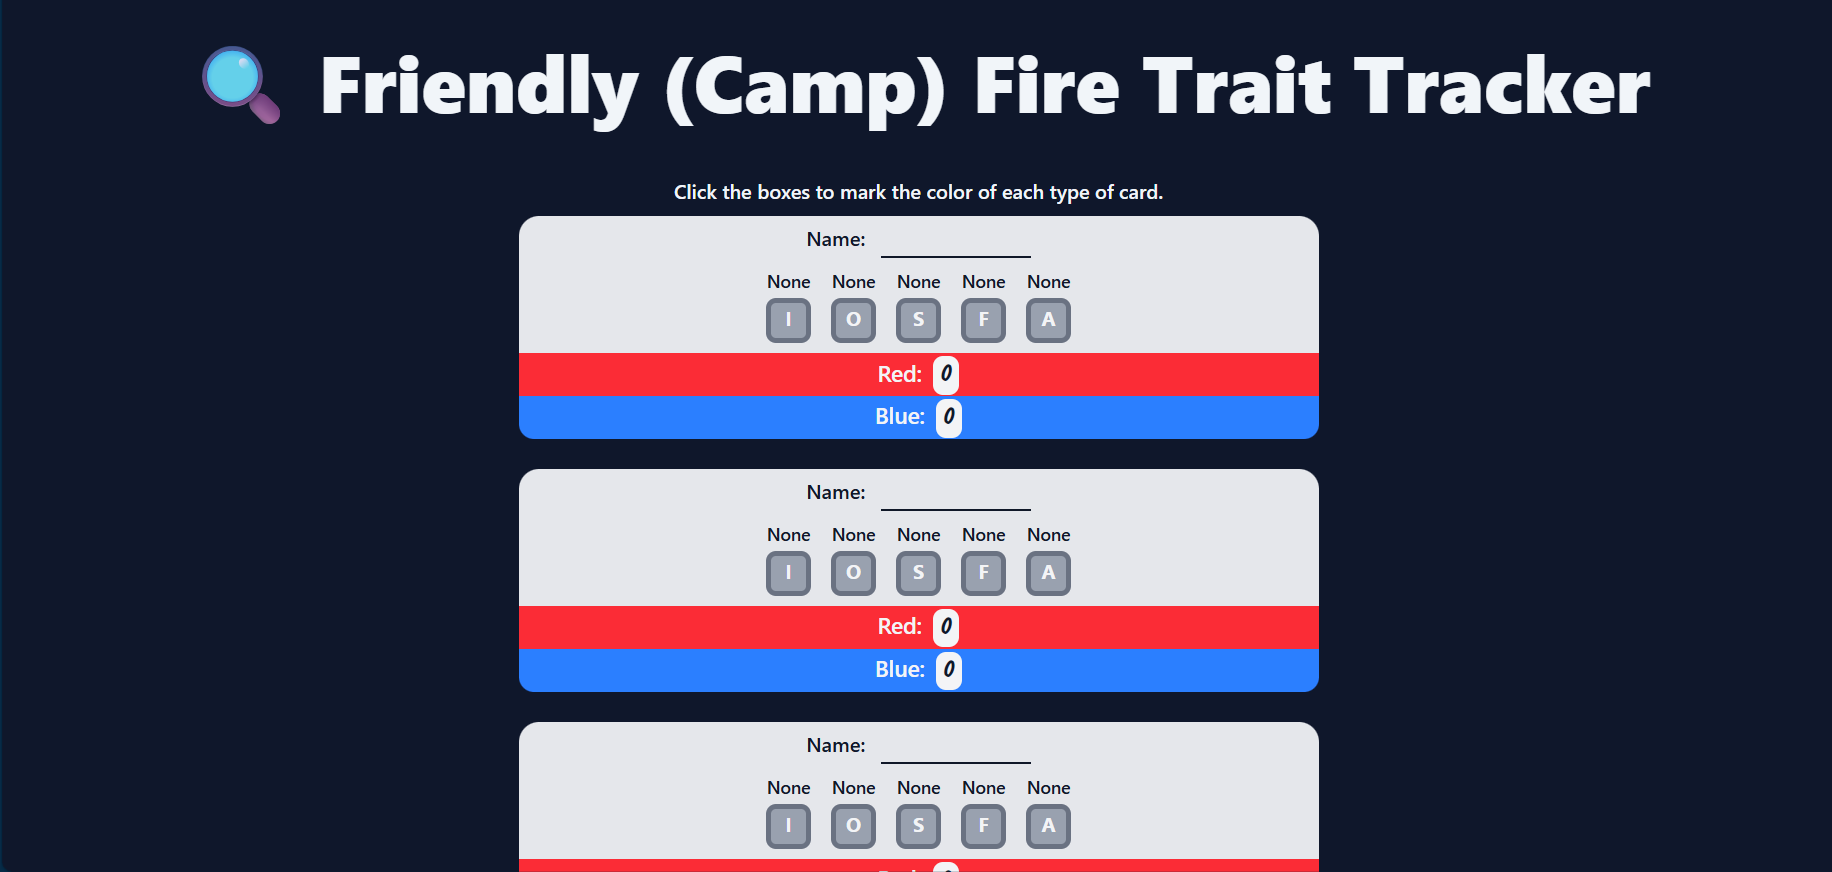 Friendly (Camp) Fire Trait Tracker
Click the boxes to mark the color of each type of card.
Name:
None None None None None
I O S F A
Red: 0
Blue: 0
Name:
None None None None None
I O S F A
Red: 0
Blue: 0
Name:
None None None None None
I O S F A